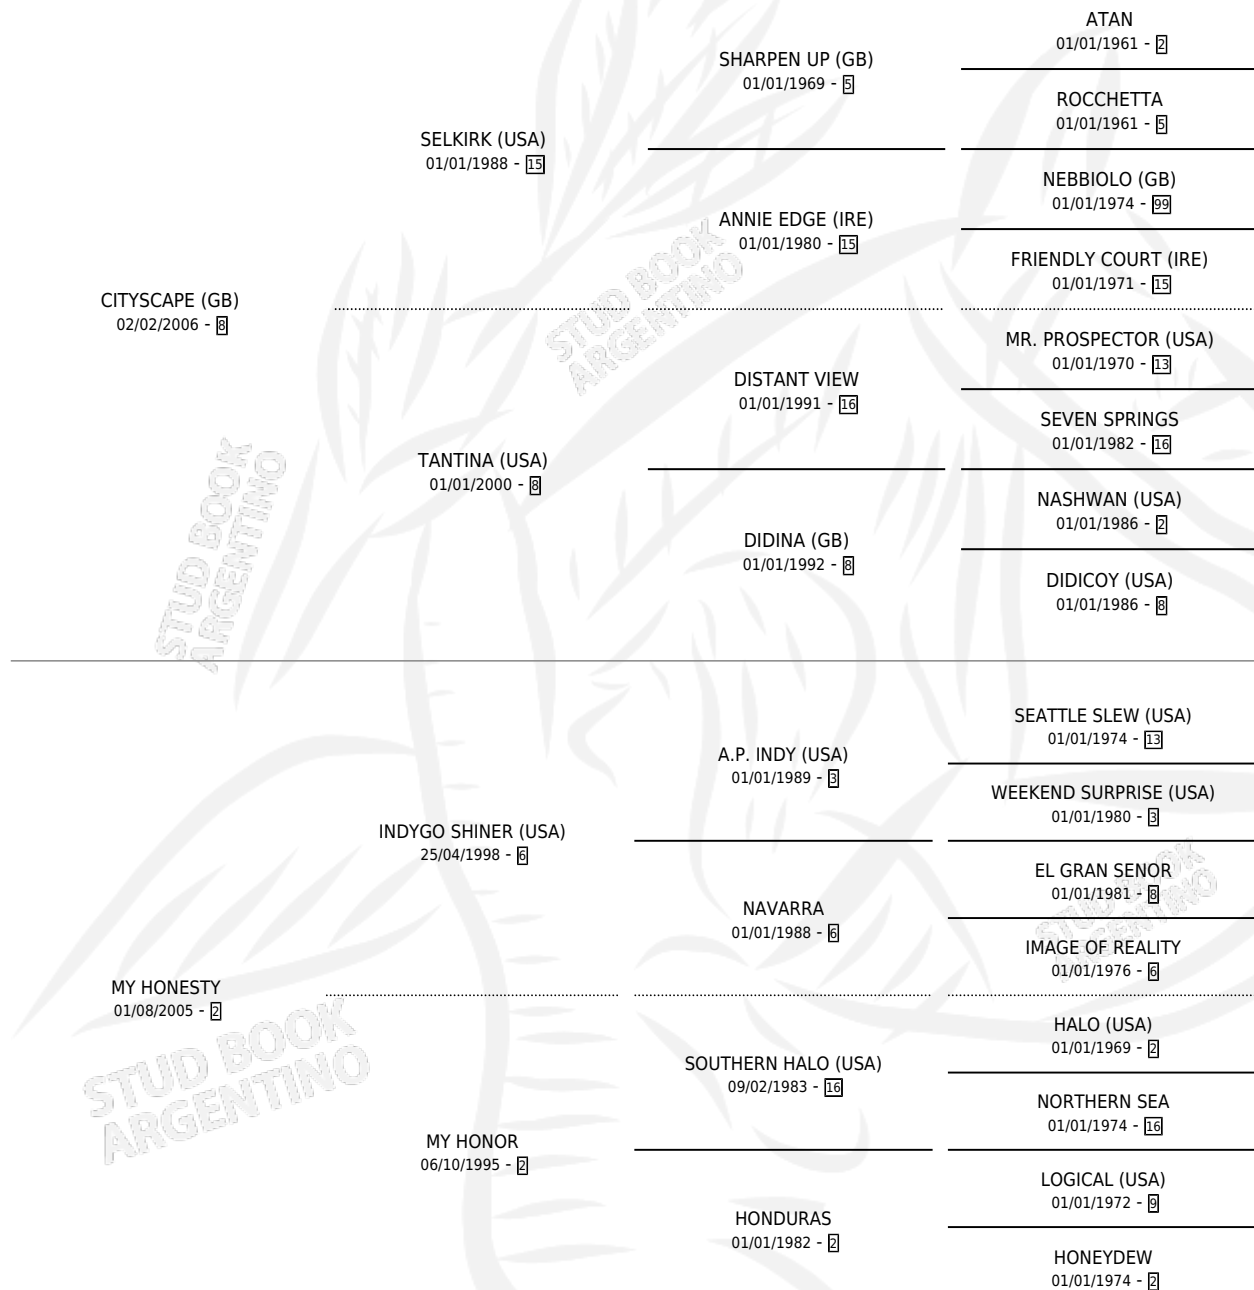 ATAN
01/01/1961 - 2
SHARPEN UP (GB)
01/01/1969 - 5
ROCCHETTA
01/01/1961 - 5
SELKIRK (USA)
01/01/1988 - 15
NEBBIOLO (GB)
01/01/1974 - 99
ANNIE EDGE (IRE)
01/01/1980 - 15
FRIENDLY COURT (IRE)
01/01/1971 - 15
CITYSCAPE (GB)
02/02/2006 - 8
STUD BOOK
ARGENTINO
MR. PROSPECTOR (USA)
01/01/1970 - 13
DISTANT VIEW
01/01/1991 - 16
SEVEN SPRINGS
01/01/1982 - 16
TANTINA (USA)
01/01/2000 - 8
NASHWAN (USA)
01/01/1986 - 2
DIDINA (GB)
01/01/1992 - 8
DIDICOY (USA)
01/01/1986 - 8
STUD BOOK
ARGENTINO
SEATTLE SLEW (USA)
01/01/1974 - 13
A.P. INDY (USA)
01/01/1989 - 3
WEEKEND SURPRISE (USA)
01/01/1980 - 3
INDYGO SHINER (USA)
25/04/1998 - 6
EL GRAN SENOR
01/01/1981 - 8
NAVARRA
01/01/1988 - 6
STUD BOOK
ARGENTINO
IMAGE OF REALITY
01/01/1976 - 6
MY HONESTY
01/08/2005 - 2
STUD BOOK
ARGENTINO
HALO (USA)
01/01/1969 - 2
SOUTHERN HALO (USA)
09/02/1983 - 16
NORTHERN SEA
01/01/1974 - 16
MY HONOR
06/10/1995 - 2
LOGICAL (USA)
01/01/1972 - 9
HONDURAS
01/01/1982 - 2
HONEYDEW
01/01/1974 - 2